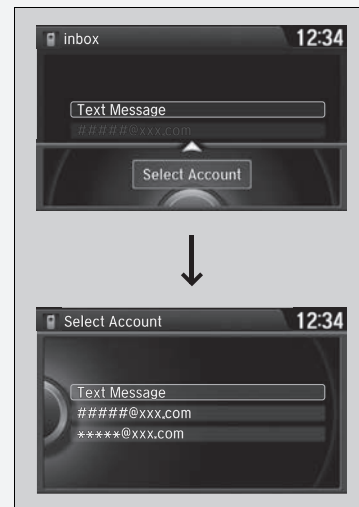 inbox
12:34
Text Message
#####@xxx.com
Select Account
Select Account
12:34
Text Message
#####@xxx.com
*****@xxx.com